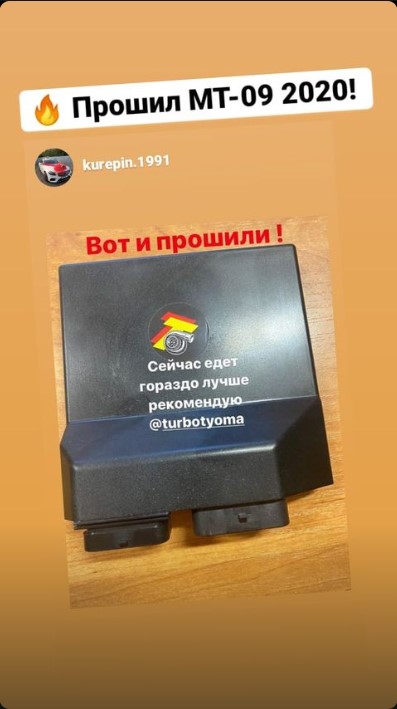 🔥 Прошил МТ-09 2020!
kurepin.1991
Вот и прошили !
Сейчас едет
гораздо лучше
рекомендую
@turbotyoma